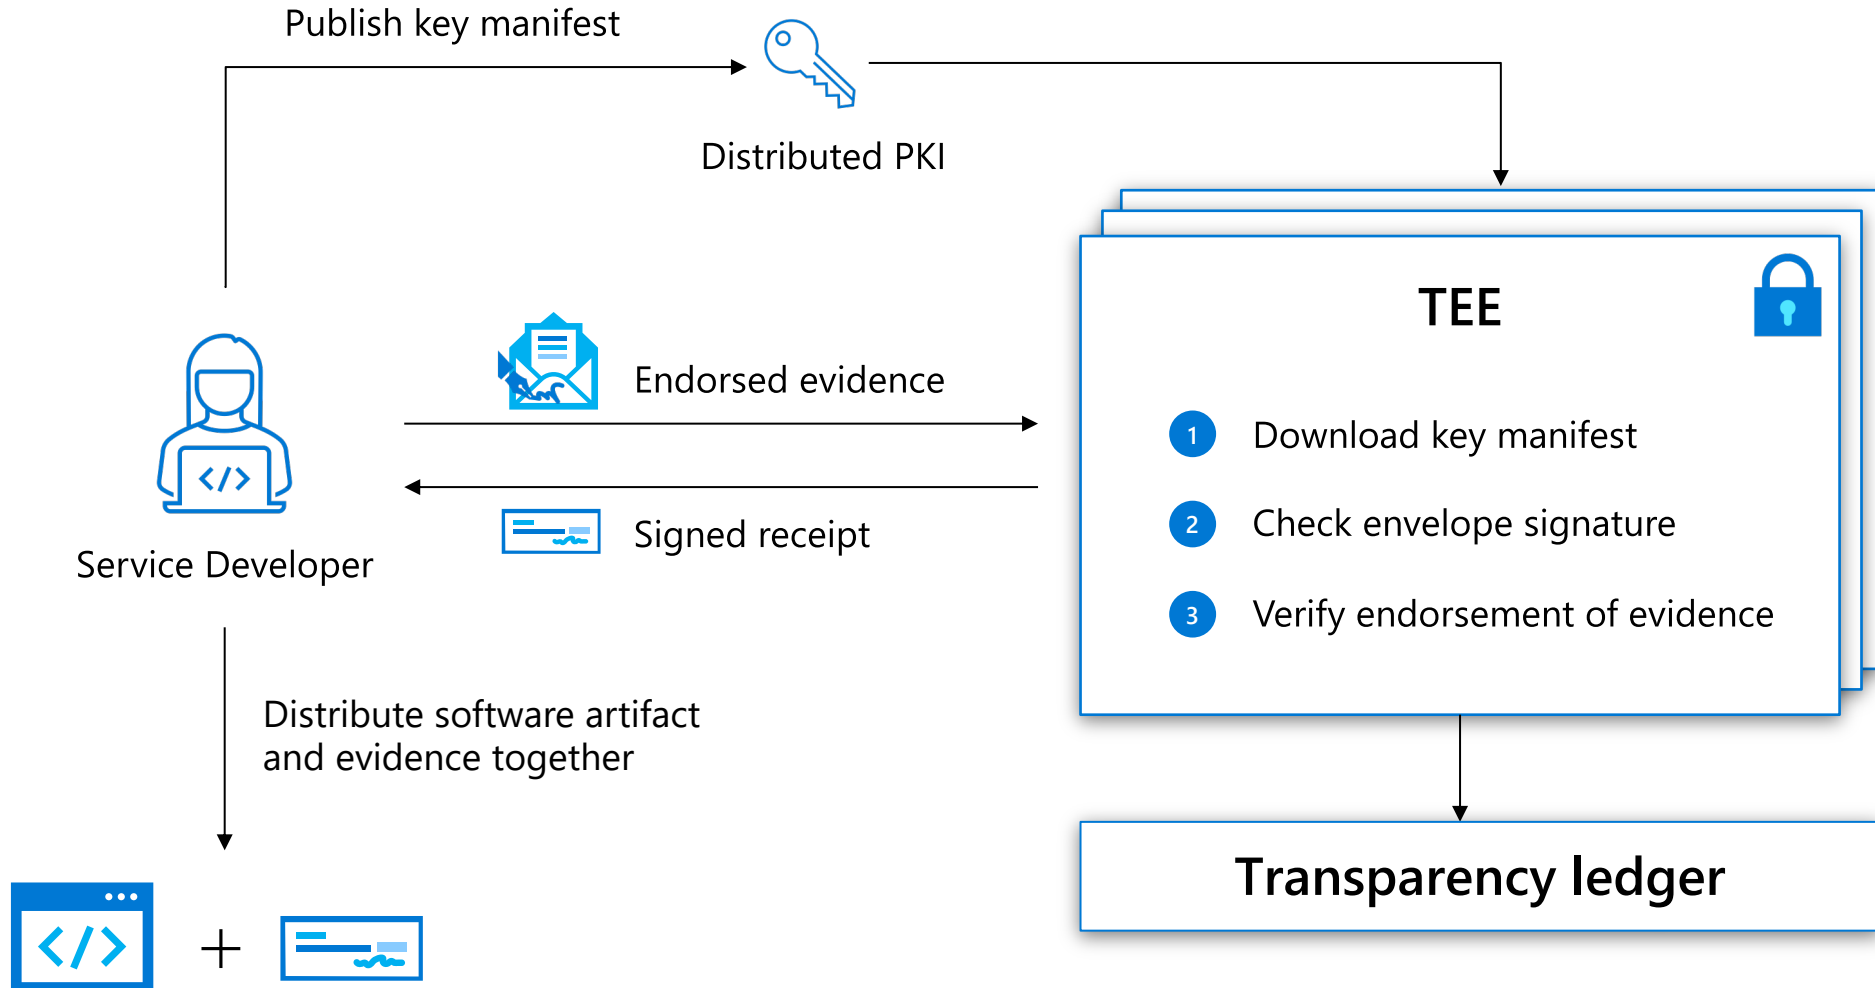 Publish key manifest
Distributed PKI
TEE
Endorsed evidence
1 Download key manifest
</>
2 Check envelope signature
Signed receipt
Service Developer
3 Verify endorsement of evidence
Distribute software artifact
and evidence together
Transparency ledger
</> +